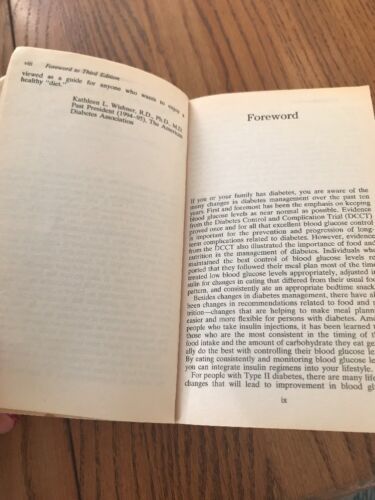 viii Foreword to Third Edition
viewed as a guide for anyone who wants to enjoy a
healthy "diet."
Kathleen L. Wishner, R.D., Ph.D., M.D.
Past President (1994-95), The American
Diabetes Association
Foreword
If you or your family has diabetes, you are aware of the
many changes in diabetes management over the past ten
years. First and foremost has been the emphasis on keeping
blood glucose levels as near normal as possible. Evidence
from the Diabetes Control and Complication Trial (DCCT)
proved once and for all that excellent blood glucose control
is important for the prevention and progression of long-
term complications related to diabetes. However, evidence
from the DCCT also illustrated the importance of food and
nutrition is the management of diabetes. Individuals who
maintained the best control of blood glucose levels re
ported that they followed their meal plan most of the time,
treated low blood glucose levels appropriately, adjusted in
sulin for changes in eating that differed from their usual foo
pattern, and consistently ate an appropriate bedtime snack
Besides changes in diabetes management, there have al
been changes in recommendations related to food and n
trition—changes that are helping to make meal plann
easier and more flexible for persons with diabetes. Amo
people who take insulin injections, it has been learned
those who are the most consistent in the timing of t
food intake and the amount of carbohydrate they eat gen
ally do the best with controlling their blood glucose lev
By eating consistently and monitoring blood glucose lev
you can integrate insulin regimens into your lifestyle.
For people with Type II diabetes, there are many life
changes that will lead to improvement in blood glu
ix